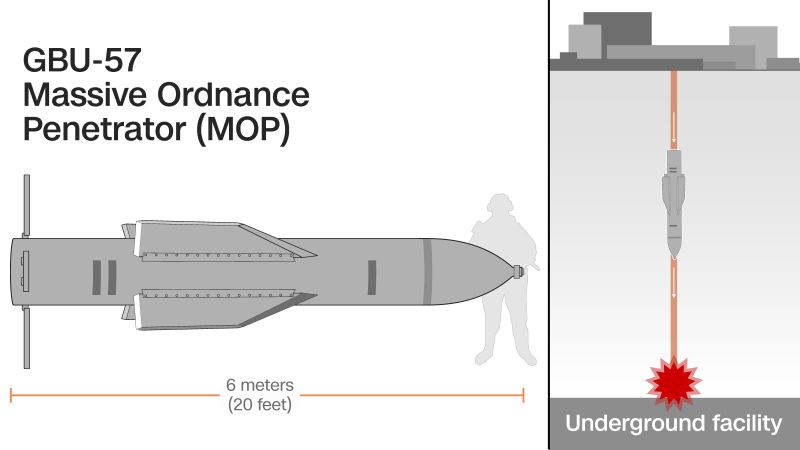 GBU-57
Massive Ordnance
Penetrator (MOP)
6 meters
(20 feet)
Underground facility